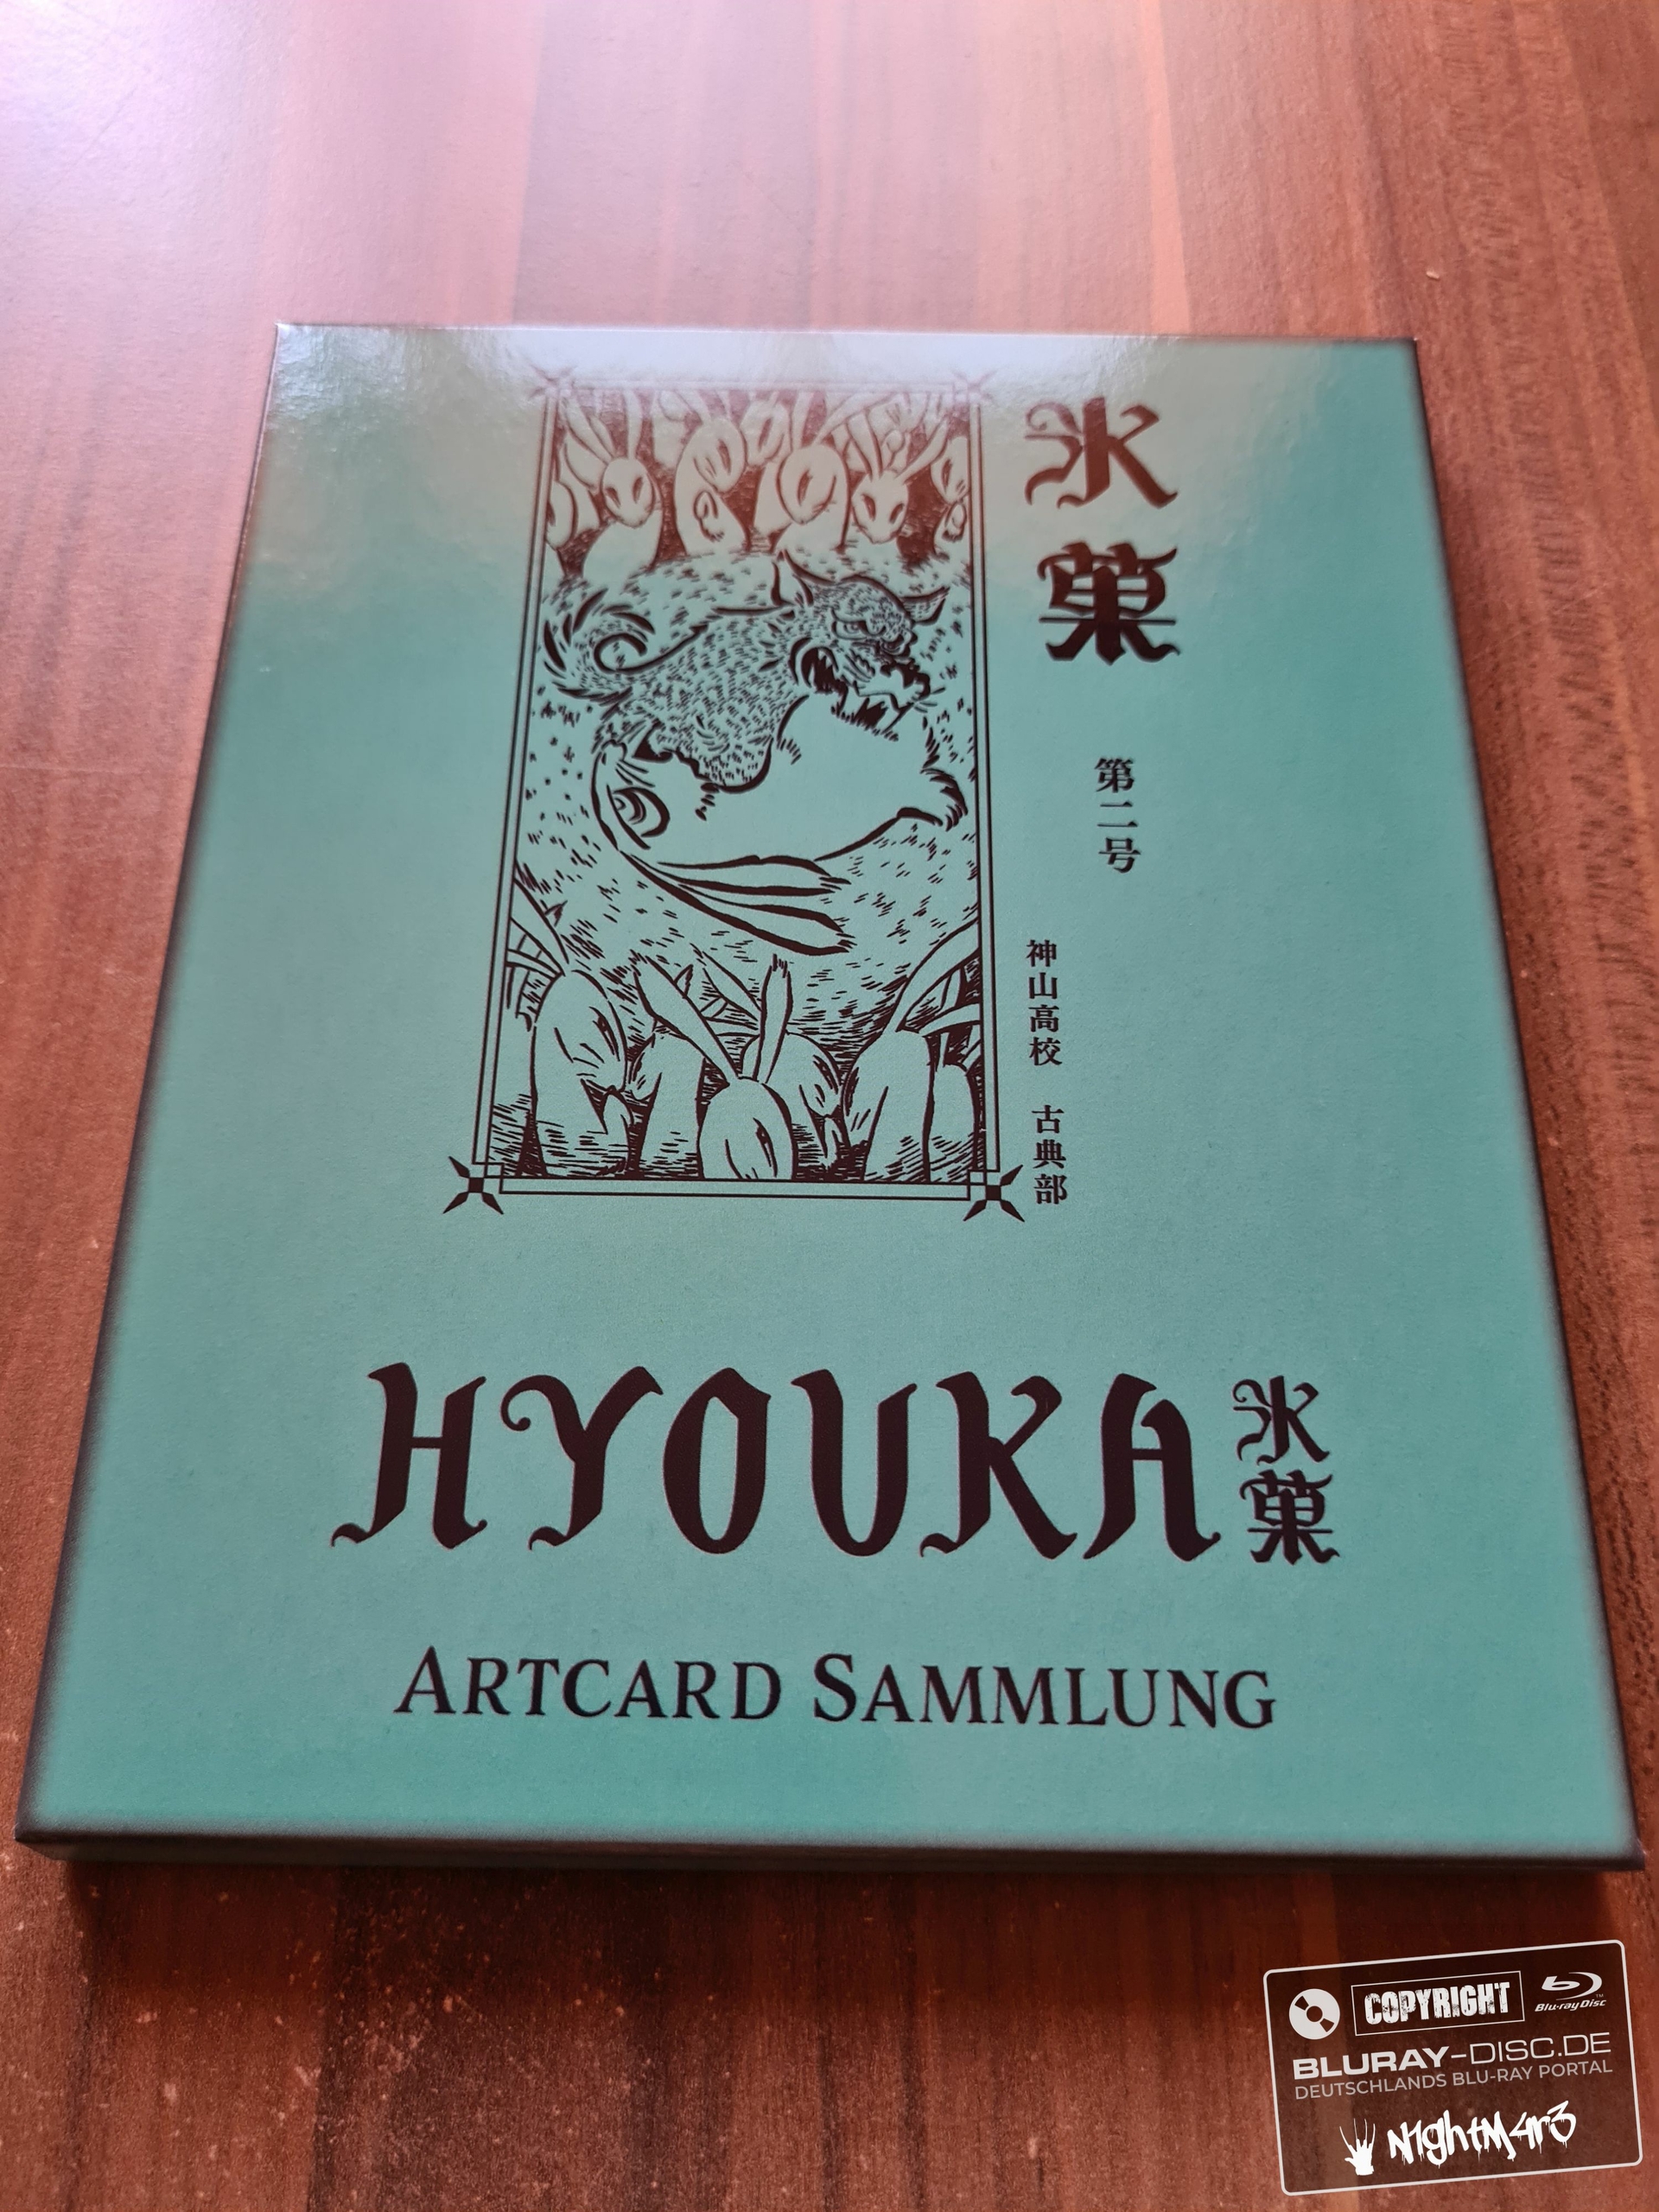 氷菓
第二号
神山高校 古典部
HYOUKA 氷菓
ARTCARD SAMMLUNG
COPYRIGHT Blu-ray Disc
BLURAY-DISC.DE
DEUTSCHLANDS BLU-RAY PORTAL
N1ghtM4r3